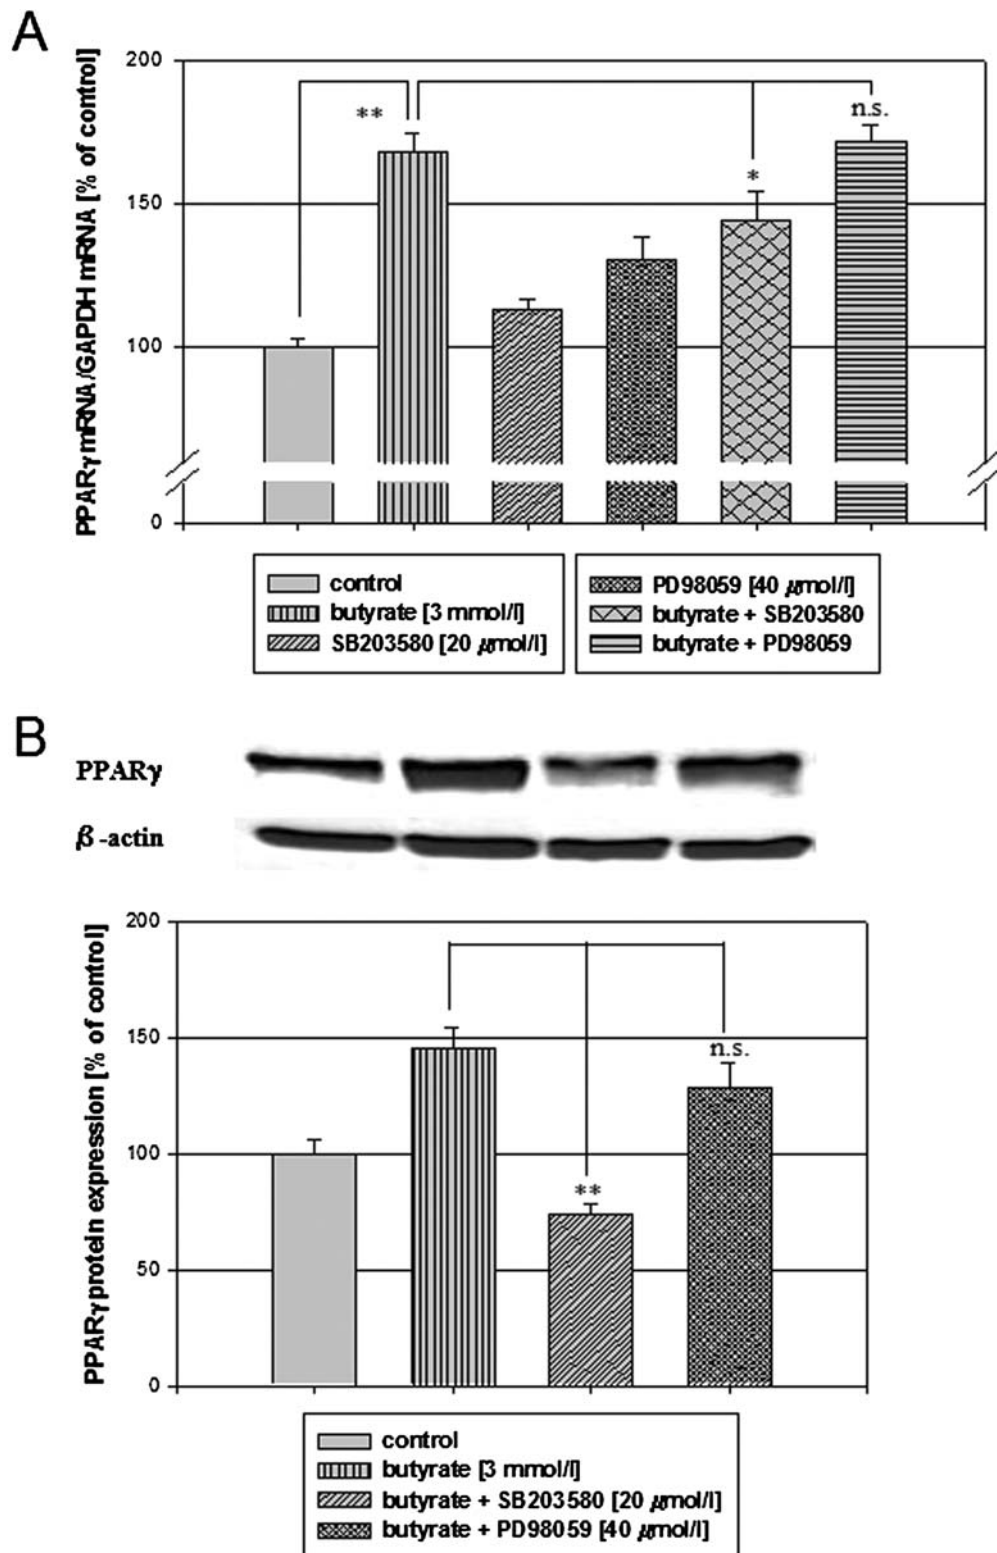 A
PPARγ mRNA/GAPDH mRNA [% of control]
200
150
100
0
**
*
n.s.
control
butyrate [3 mmol/l]
SB203580 [20 µmol/l]
PD98059 [40 µmol/l]
butyrate + SB203580
butyrate + PD98059
B
PPARγ
ß-actin
PPARγ protein expression [% of control]
200
150
100
50
0
**
n.s.
control
butyrate [3 mmol/l]
butyrate + SB203580 [20 µmol/l]
butyrate + PD98059 [40 µmol/l]